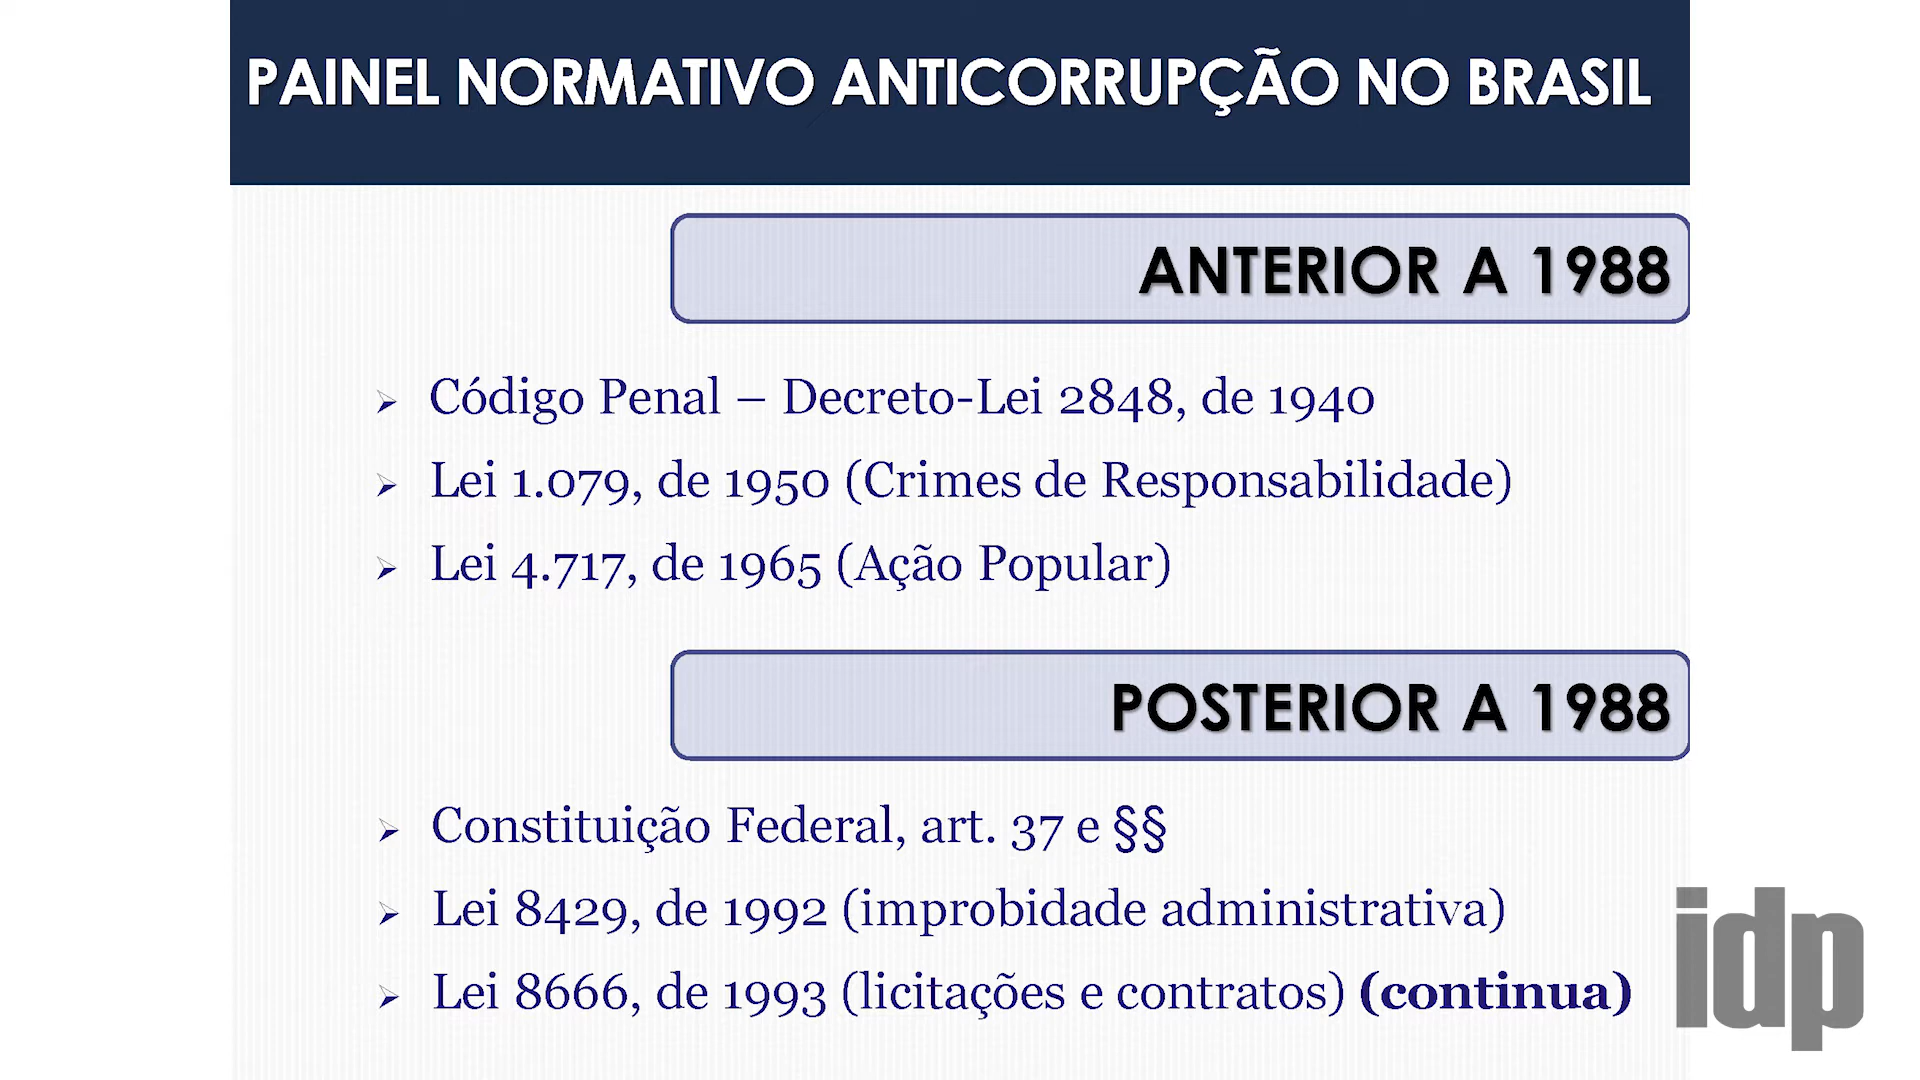 PAINEL NORMATIVO ANTICORRUPÇÃO NO BRASIL
ANTERIOR A 1988
Código Penal – Decreto-Lei 2848, de 1940
Lei 1.079, de 1950 (Crimes de Responsabilidade)
Lei 4.717, de 1965 (Ação Popular)
POSTERIOR A 1988
Constituição Federal, art. 37 e §§
Lei 8429, de 1992 (improbidade administrativa)
Lei 8666, de 1993 (licitações e contratos) (continua)
idp